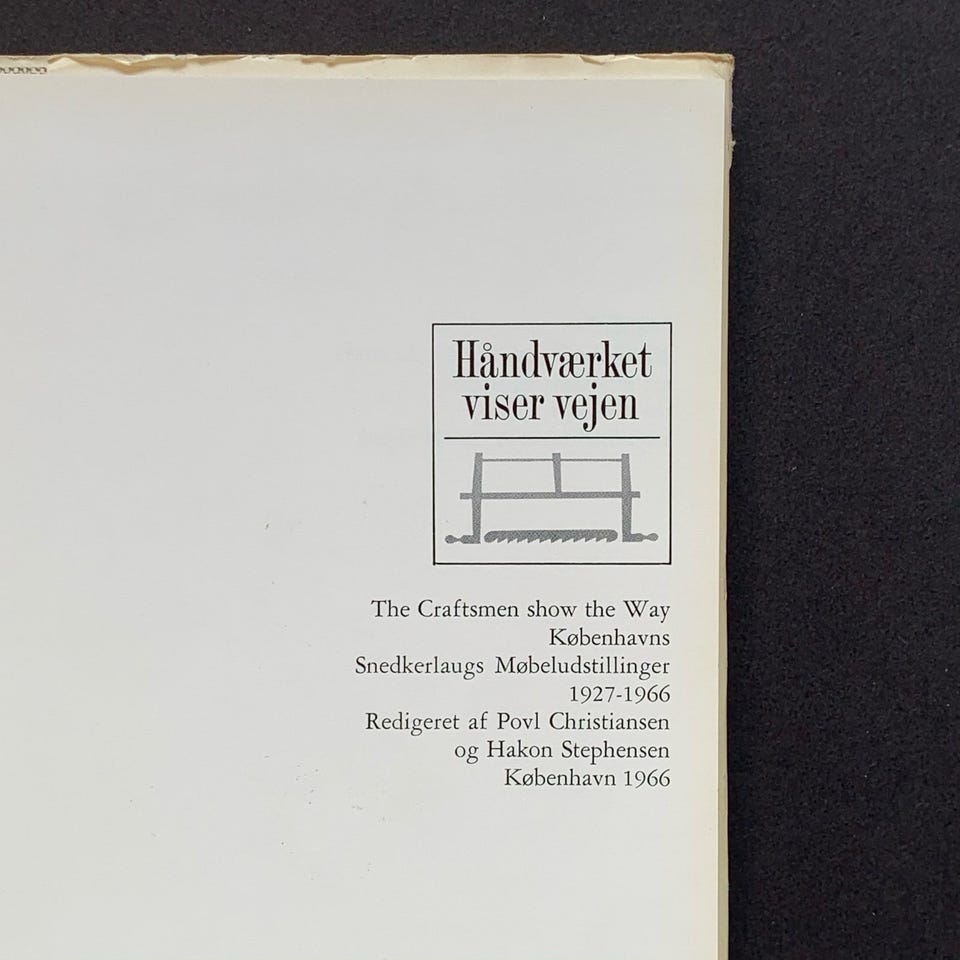 Håndværket
viser vejen
The Craftsmen show the Way
Københavns
Snedkerlaugs Møbeludstillinger
1927-1966
Redigeret af Povl Christiansen
og Hakon Stephensen
København 1966